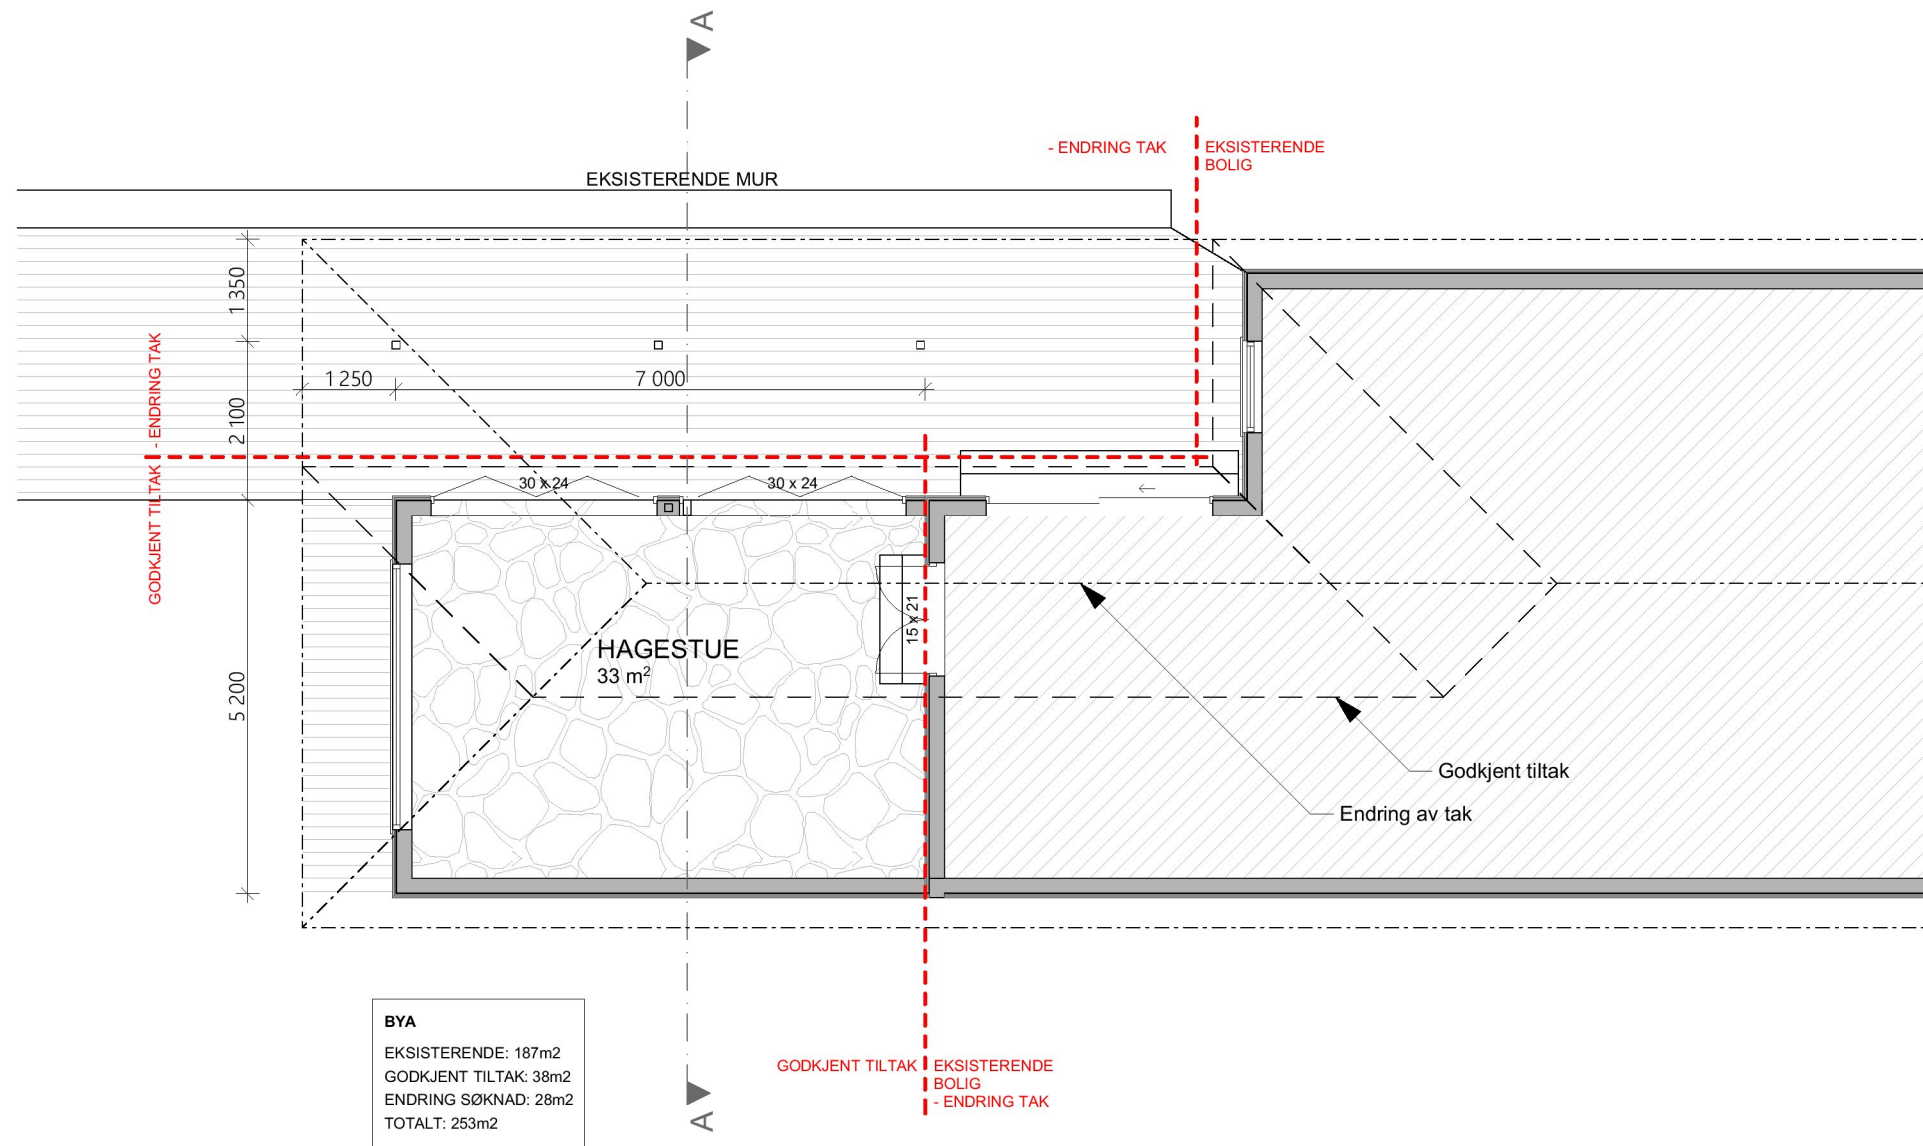 A
- ENDRING TAK
EKSISTERENDE
BOLIG
EKSISTERENDE MUR
1 350
2 100
5 200
1 250
7 000
GODKJENT TILTAK - ENDRING TAK
30 x 24
30 x 24
15 x 21
HAGESTUE
33 m²
Godkjent tiltak
Endring av tak
BYA
EKSISTERENDE: 187m2
GODKJENT TILTAK: 38m2
ENDRING SØKNAD: 28m2
TOTALT: 253m2
GODKJENT TILTAK
EKSISTERENDE
BOLIG
- ENDRING TAK
A